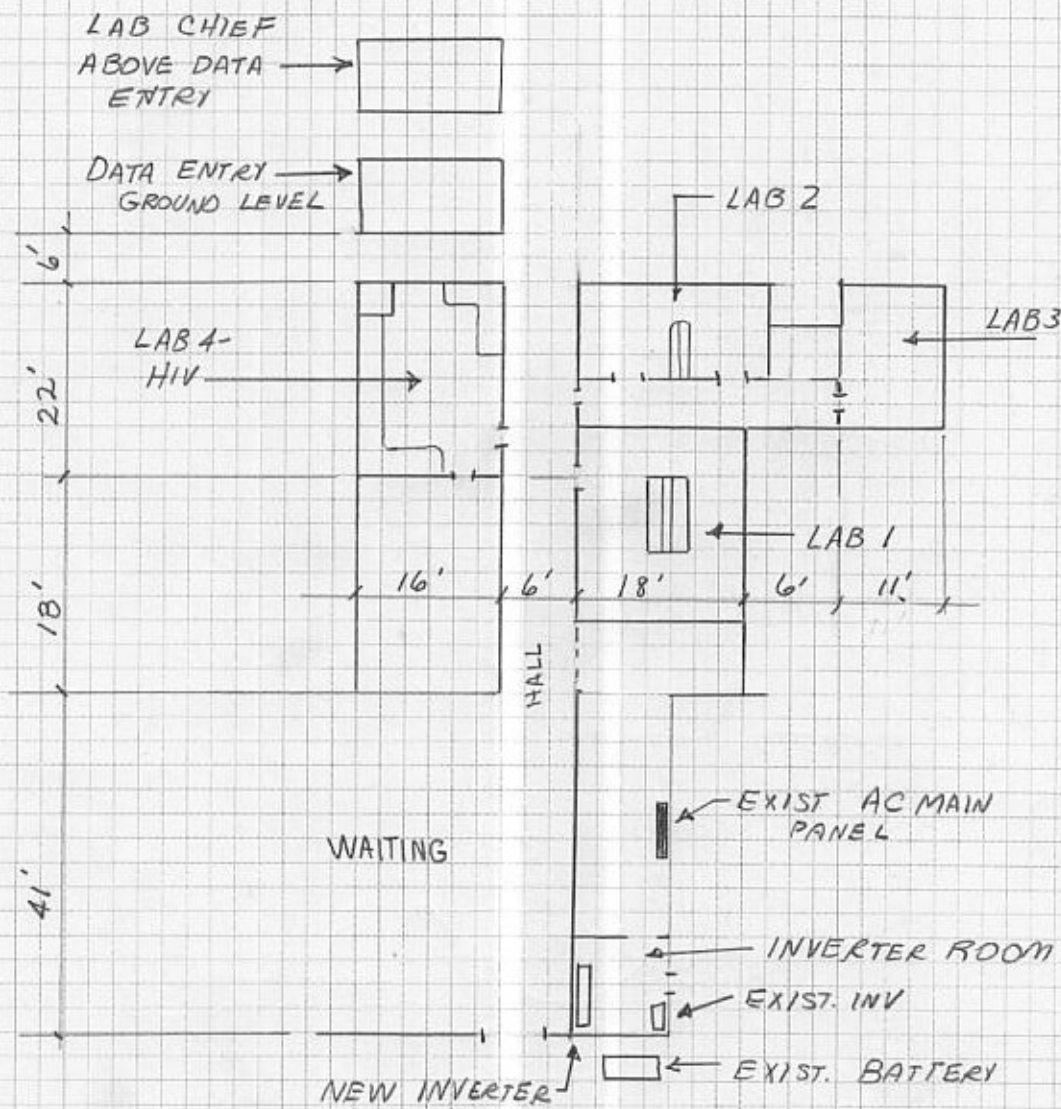 LAB CHIEF
ABOVE DATA
ENTRY
DATA ENTRY
GROUND LEVEL
LAB 2
6'
LAB 4-
HIV
LAB 3
22'
LAB 1
16' 6' 18' 6' 11'
18'
HALL
EXIST AC MAIN
PANEL
WAITING
41'
INVERTER ROOM
EXIST. INV
EXIST. BATTERY
NEW INVERTER